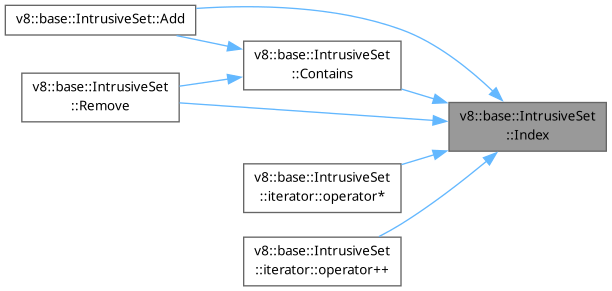 v8::base::IntrusiveSet::Add
v8::base::IntrusiveSet
::Contains
v8::base::IntrusiveSet
::Remove
v8::base::IntrusiveSet
::Index
v8::base::IntrusiveSet
::iterator::operator*
v8::base::IntrusiveSet
::iterator::operator++